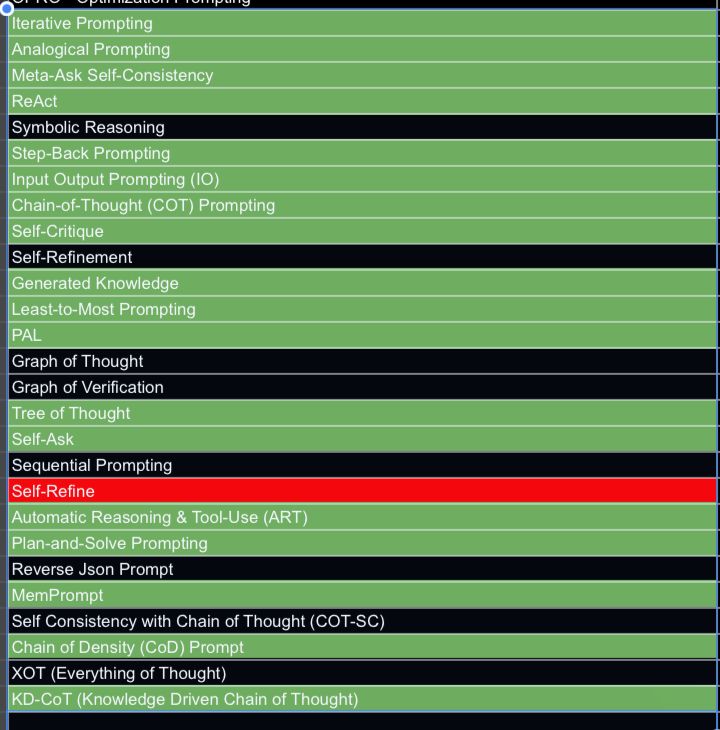 OPRO - Optimization Prompting
Iterative Prompting
Analogical Prompting
Meta-Ask Self-Consistency
ReAct
Symbolic Reasoning
Step-Back Prompting
Input Output Prompting (IO)
Chain-of-Thought (COT) Prompting
Self-Critique
Self-Refinement
Generated Knowledge
Least-to-Most Prompting
PAL
Graph of Thought
Graph of Verification
Tree of Thought
Self-Ask
Sequential Prompting
Self-Refine
Automatic Reasoning & Tool-Use (ART)
Plan-and-Solve Prompting
Reverse Json Prompt
MemPrompt
Self Consistency with Chain of Thought (COT-SC)
Chain of Density (CoD) Prompt
XOT (Everything of Thought)
KD-CoT (Knowledge Driven Chain of Thought)